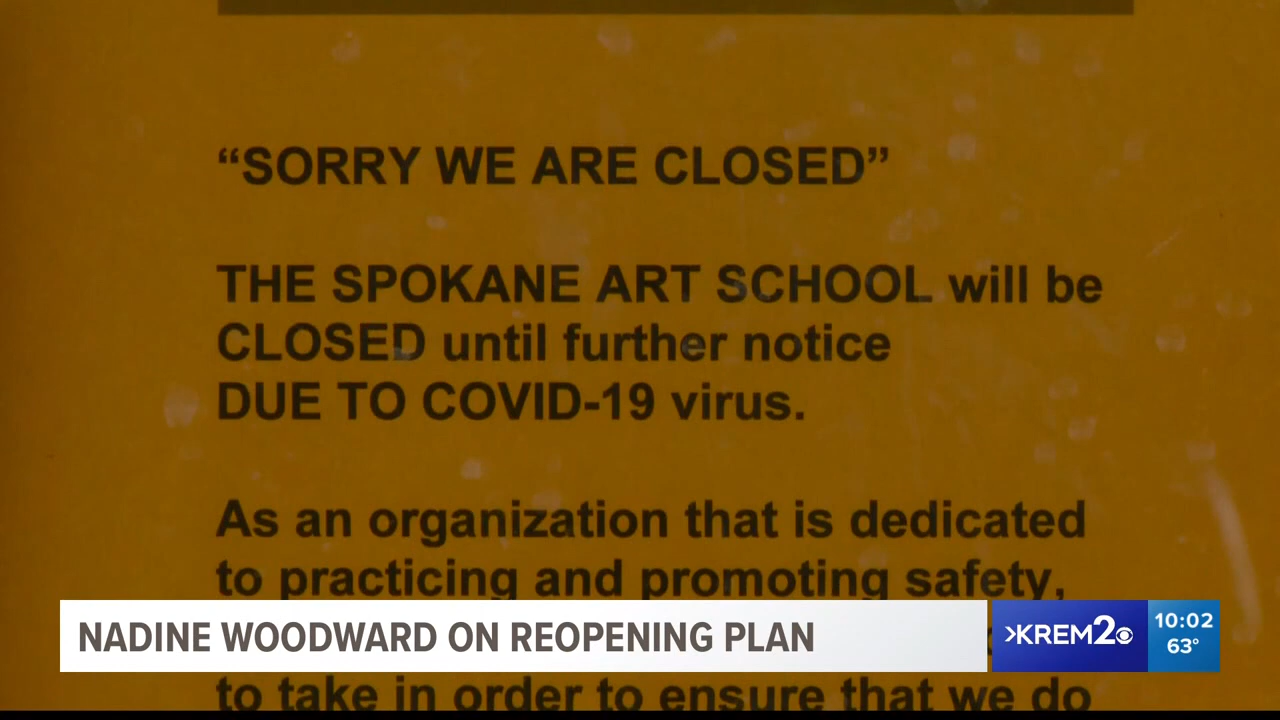 “SORRY WE ARE CLOSED”
THE SPOKANE ART SCHOOL will be
CLOSED until further notice
DUE TO COVID-19 virus.
As an organization that is dedicated
to practicing and promoting safety,
NADINE WOODWARD ON REOPENING PLAN
KREM2
10:02
63°
to take in order to ensure that we do